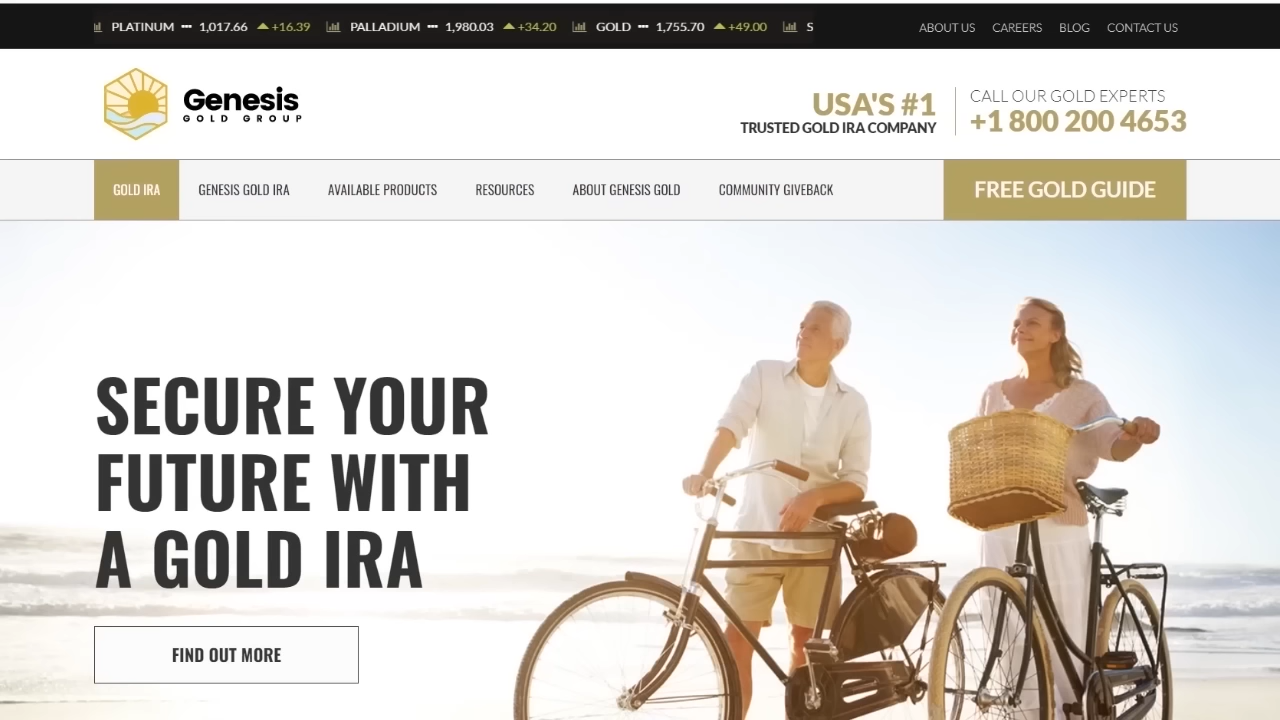 PLATINUM ••• 1,017.66 +16.39 PALLADIUM ••• 1,980.03 +34.20 GOLD ••• 1,755.70 +49.00 S
ABOUT US CAREERS BLOG CONTACT US
Genesis
GOLD GROUP
USA'S #1
TRUSTED GOLD IRA COMPANY
CALL OUR GOLD EXPERTS
+1 800 200 4653
GOLD IRA GENESIS GOLD IRA AVAILABLE PRODUCTS RESOURCES ABOUT GENESIS GOLD COMMUNITY GIVEBACK
FREE GOLD GUIDE
SECURE YOUR
FUTURE WITH
A GOLD IRA
FIND OUT MORE